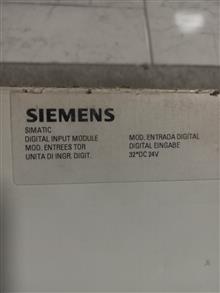 SIEMENS
SIMATIC
DIGITAL INPUT MODULE
MOD. ENTREES TOR
UNITA DI INGR. DIGIT.
MOD. ENTRADA DIGITAL
DIGITAL EINGABE
32*DC 24V